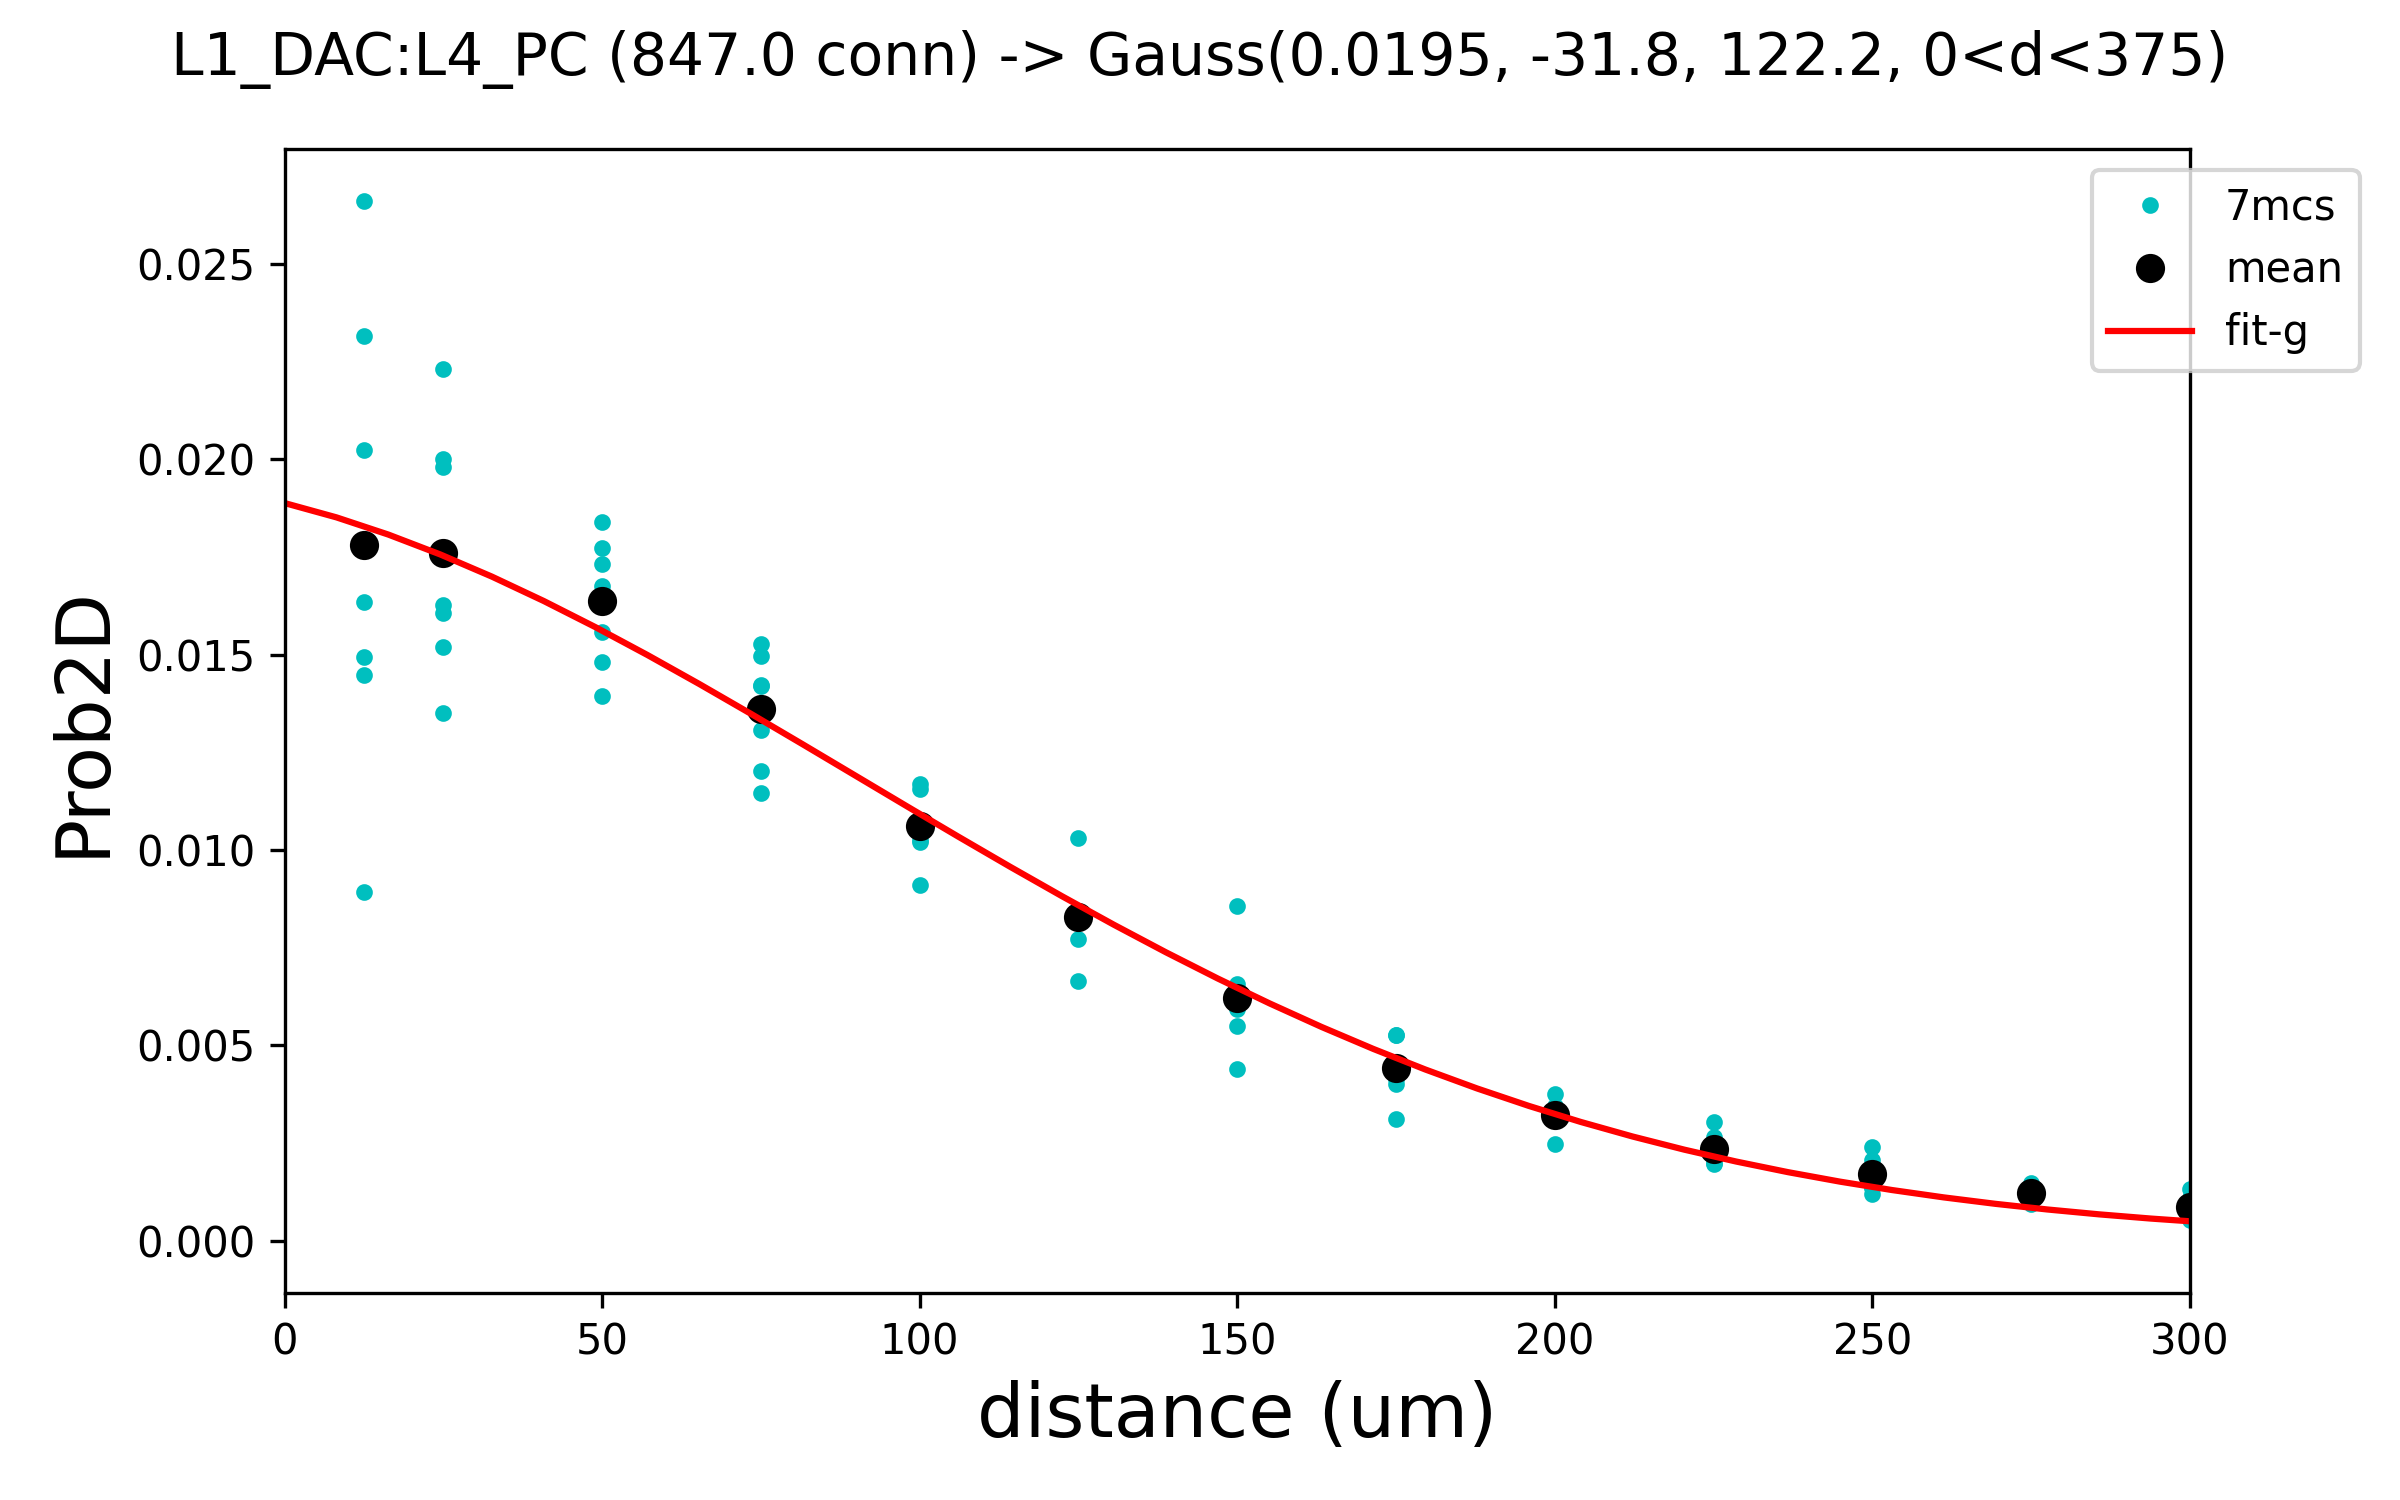 L1_DAC:L4_PC (847.0 conn) -> Gauss(0.0195, -31.8, 122.2, 0<d<375)
7mcs
mean
fit-g
Prob2D
0.025
0.020
0.015
0.010
0.005
0.000
0 50 100 150 200 250 300
distance (um)